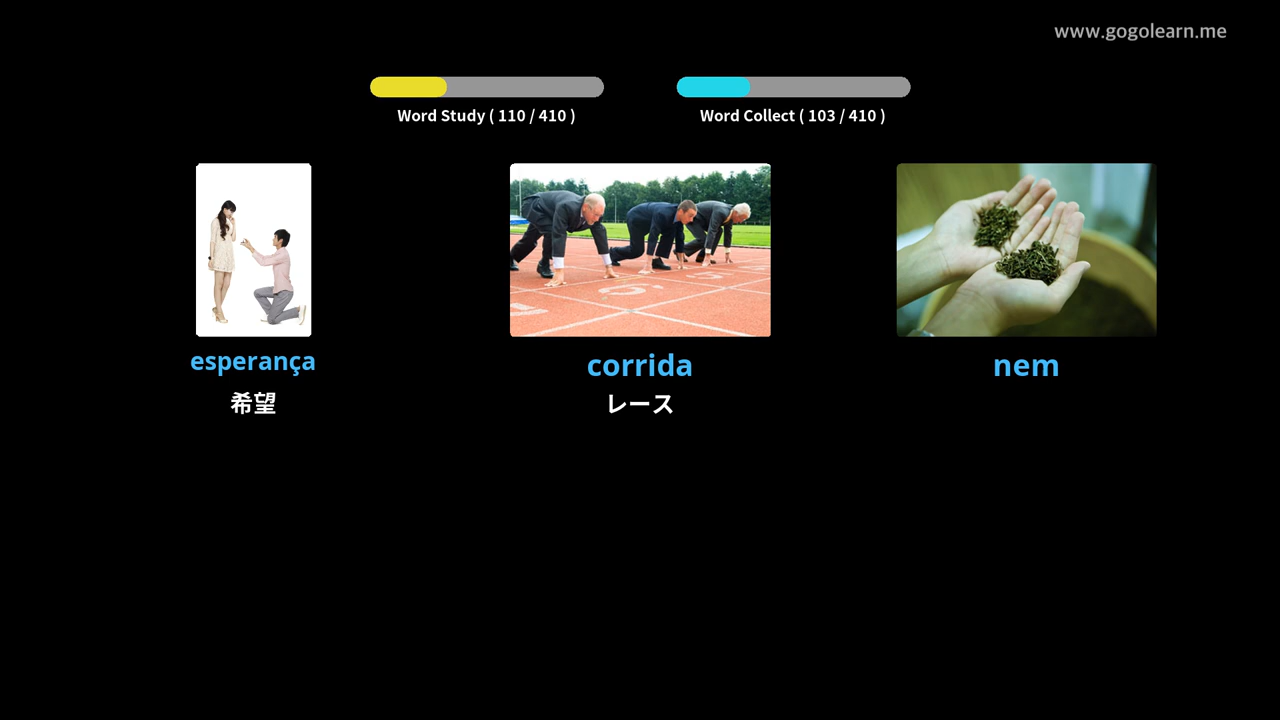 www.gogolearn.me
Word Study ( 110 / 410 )
Word Collect ( 103 / 410 )
esperança
希望
corrida
レース
nem